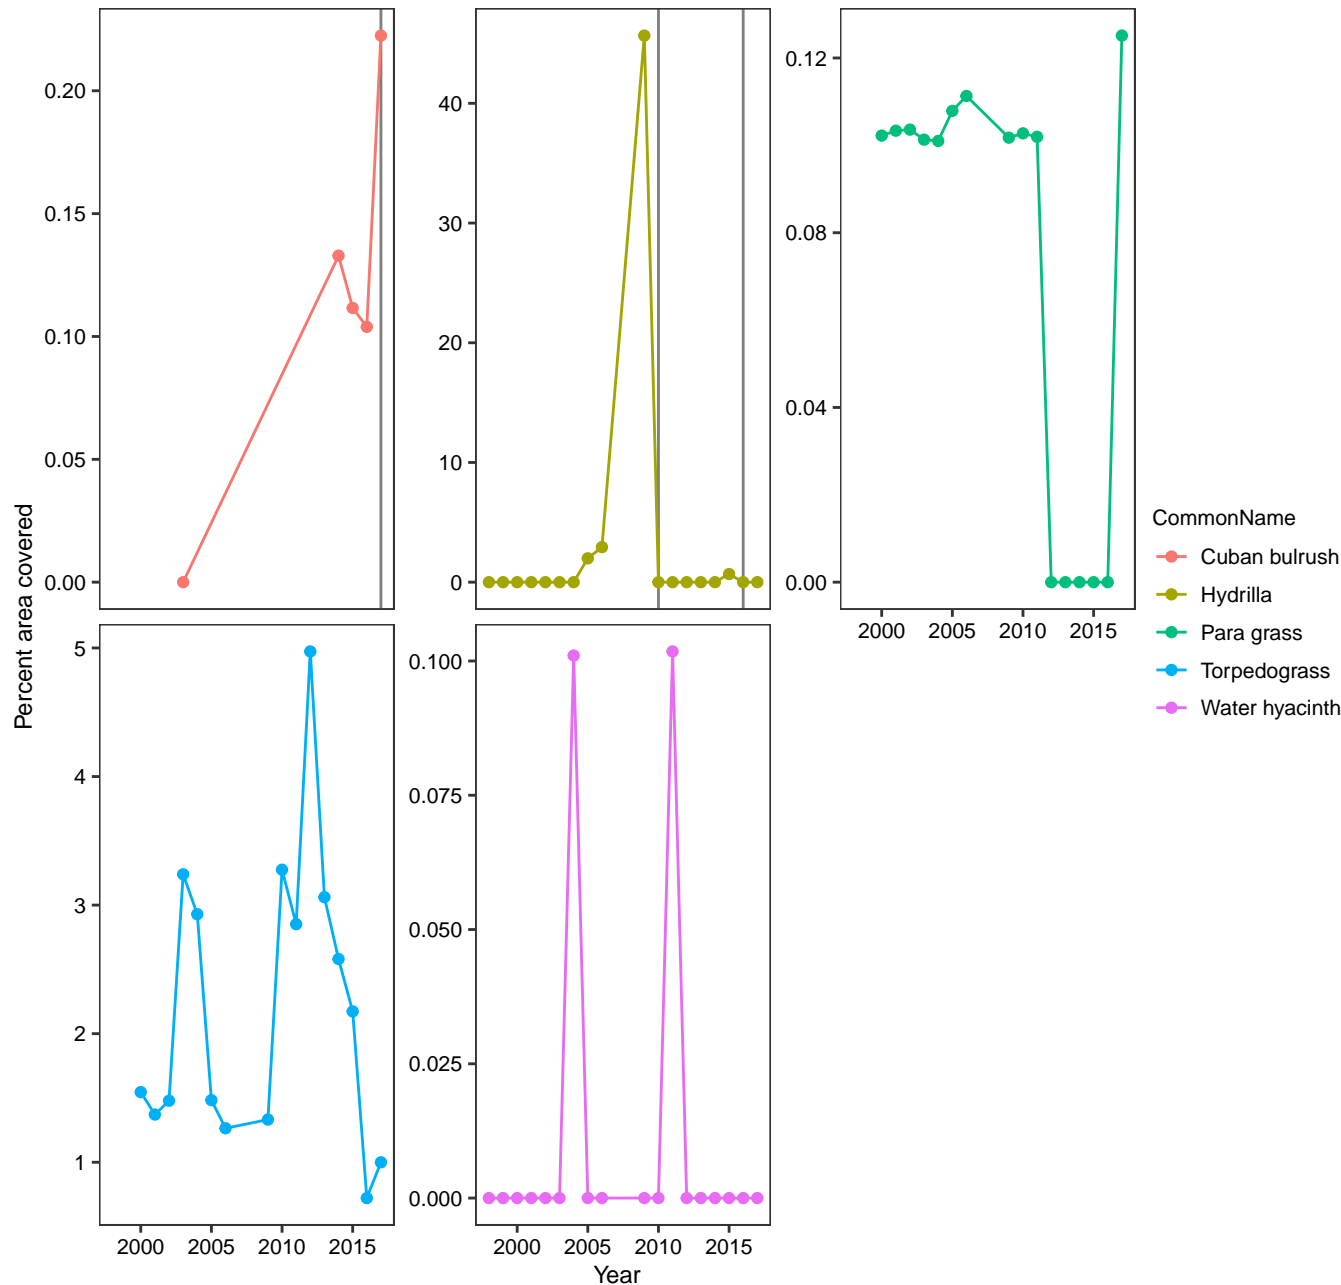 Percent area covered
0.20
0.15
0.10
0.05
0.00
40
30
20
10
0
0.12
0.08
0.04
0.00
2000 2005 2010 2015
CommonName
Cuban bulrush
Hydrilla
Para grass
Torpedograss
Water hyacinth
5
4
3
2
1
2000 2005 2010 2015
0.100
0.075
0.050
0.025
0.000
2000 2005 2010 2015
Year